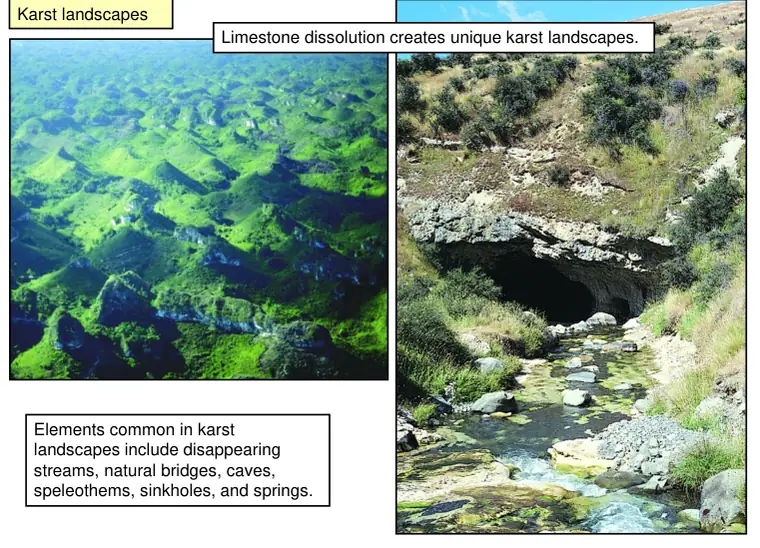 Karst landscapes
Limestone dissolution creates unique karst landscapes.
Elements common in karst
landscapes include disappearing
streams, natural bridges, caves,
speleothems, sinkholes, and springs.